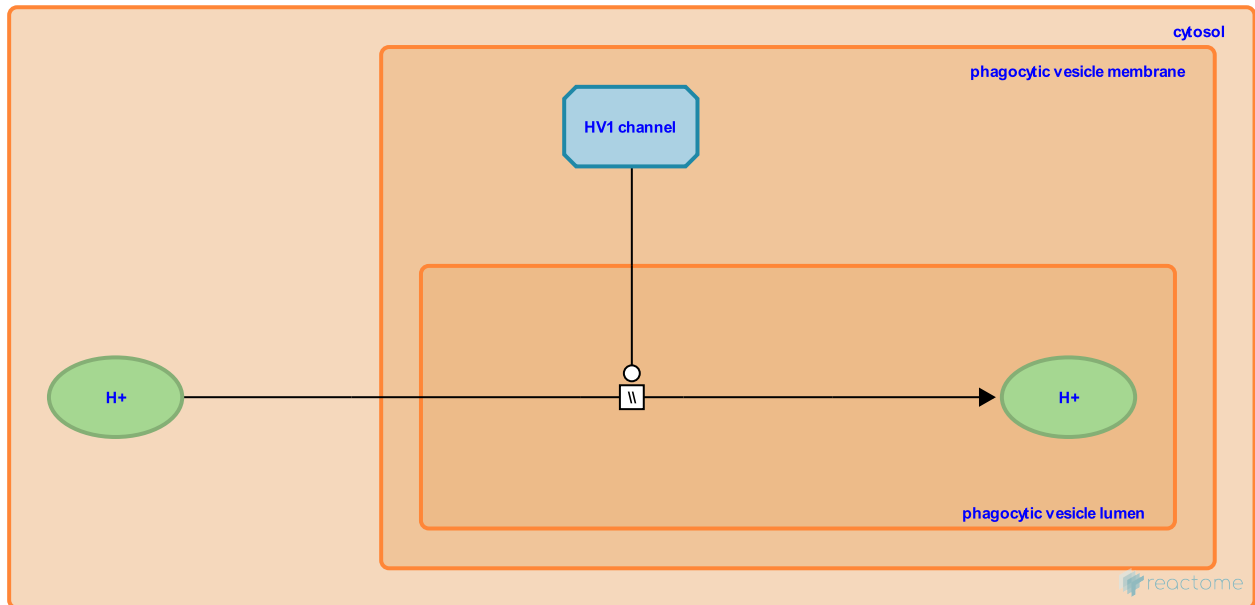 cytosol
phagocytic vesicle membrane
HV1 channel
H+
\\
H+
phagocytic vesicle lumen
reactome